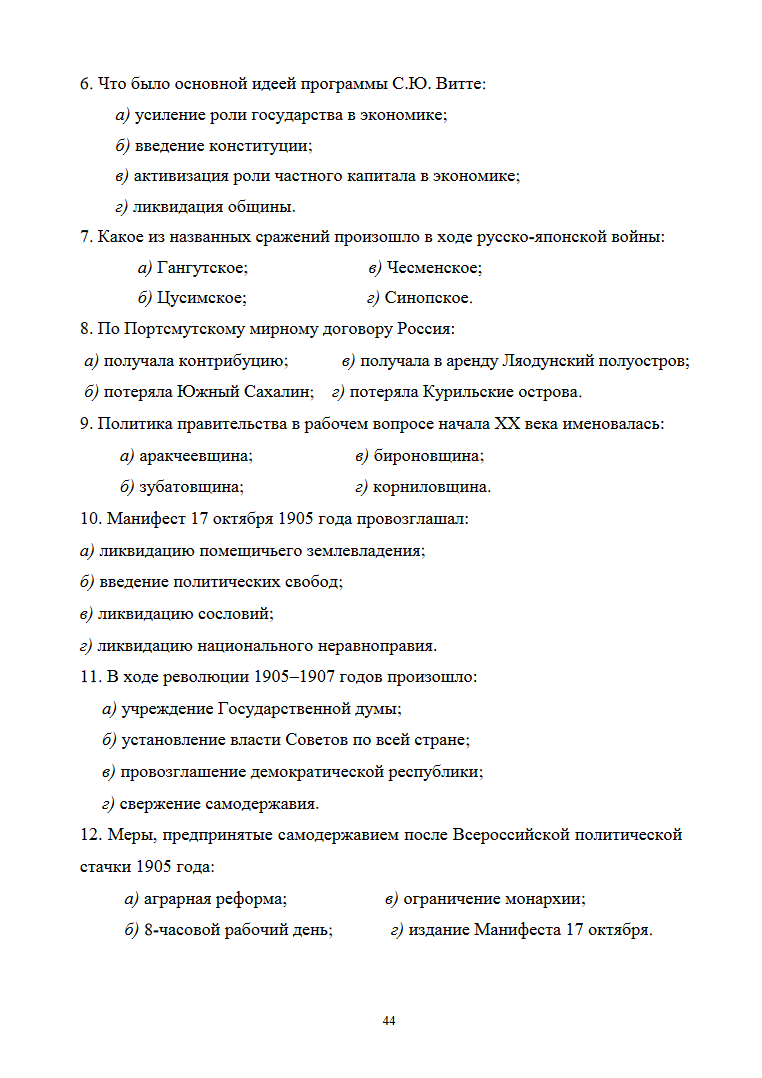 6. Что было основной идеей программы С.Ю. Витте:
а) усиление роли государства в экономике;
б) введение конституции;
в) активизация роли частного капитала в экономике;
г) ликвидация общины.
7. Какое из названных сражений произошло в ходе русско-японской войны:
а) Гангутское; в) Чесменское;
б) Цусимское; г) Синопское.
8. По Портсмутскому мирному договору Россия:
а) получала контрибуцию; в) получала в аренду Ляодунский полуостров;
б) потеряла Южный Сахалин; г) потеряла Курильские острова.
9. Политика правительства в рабочем вопросе начала XX века именовалась:
а) аракчеевщина; в) бироновщина;
б) зубатовщина; г) корниловщина.
10. Манифест 17 октября 1905 года провозглашал:
а) ликвидацию помещичьего землевладения;
б) введение политических свобод;
в) ликвидацию сословий;
г) ликвидацию национального неравноправия.
11. В ходе революции 1905–1907 годов произошло:
а) учреждение Государственной думы;
б) установление власти Советов по всей стране;
в) провозглашение демократической республики;
г) свержение самодержавия.
12. Меры, предпринятые самодержавием после Всероссийской политической
стачки 1905 года:
а) аграрная реформа; в) ограничение монархии;
б) 8-часовой рабочий день; г) издание Манифеста 17 октября.
44